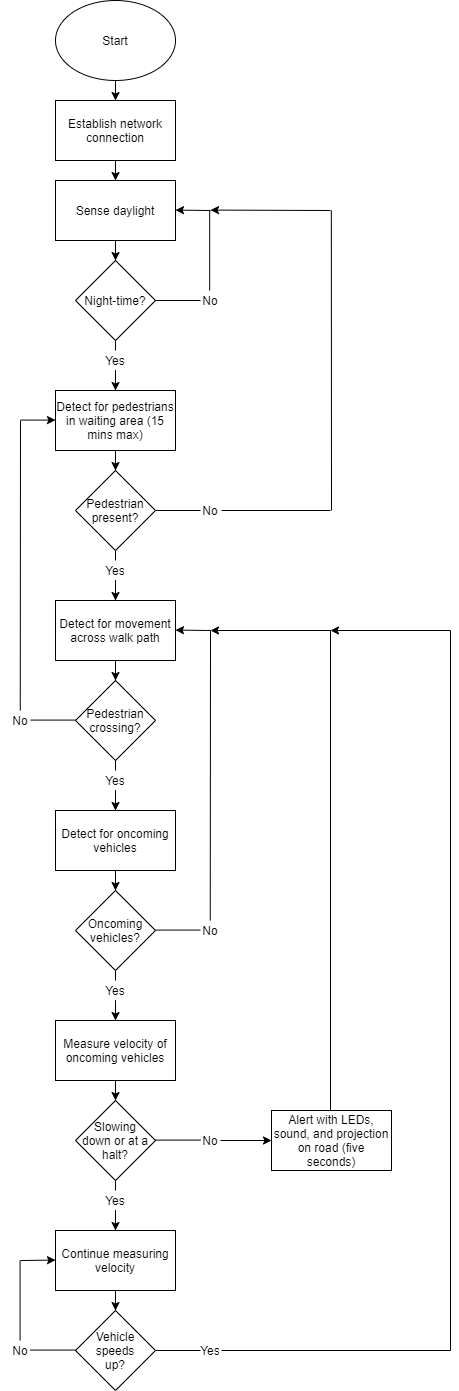 Start
Establish network
connection
Sense daylight
Night-time?
No
Yes
Detect for pedestrians
in waiting area (15
mins max)
Pedestrian
present?
No
Yes
Detect for movement
across walk path
Pedestrian
crossing?
No
Yes
Detect for oncoming
vehicles
Oncoming
vehicles?
No
Yes
Measure velocity of
oncoming vehicles
Slowing
down or at a
halt?
No
Alert with LEDs,
sound, and projection
on road (five
seconds)
Yes
Continue measuring
velocity
Vehicle
speeds
up?
No
Yes